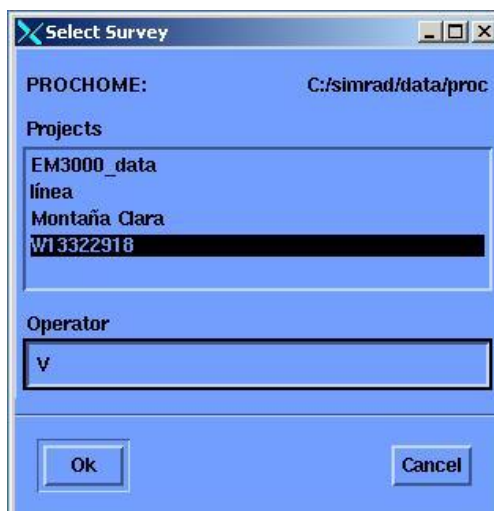 Select Survey
PROCHOME: C:/simrad/data/proc
Projects
EM3000_data
línea
Montaña Clara
W13322918
Operator
V
Ok Cancel